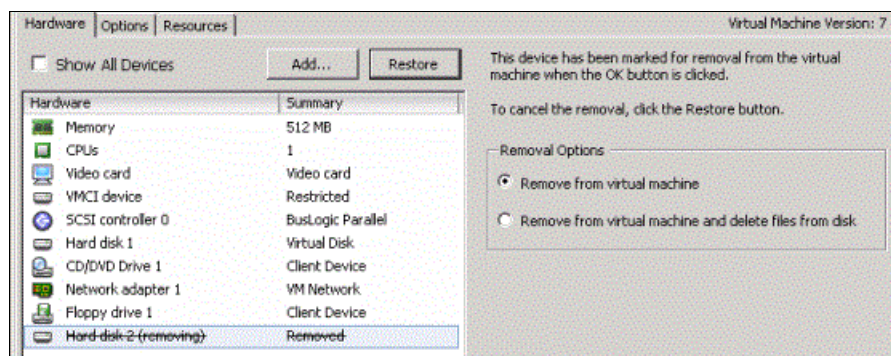 Hardware Options Resources Virtual Machine Version: 7
Show All Devices Add... Restore
Hardware Summary
Memory 512 MB
CPUs 1
Video card Video card
VMCI device Restricted
SCSI controller 0 BusLogic Parallel
Hard disk 1 Virtual Disk
CD/DVD Drive 1 Client Device
Network adapter 1 VM Network
Floppy drive 1 Client Device
Hard disk 2 (removing) Removed
This device has been marked for removal from the virtual
machine when the OK button is clicked.
To cancel the removal, click the Restore button.
Removal Options
Remove from virtual machine
Remove from virtual machine and delete files from disk